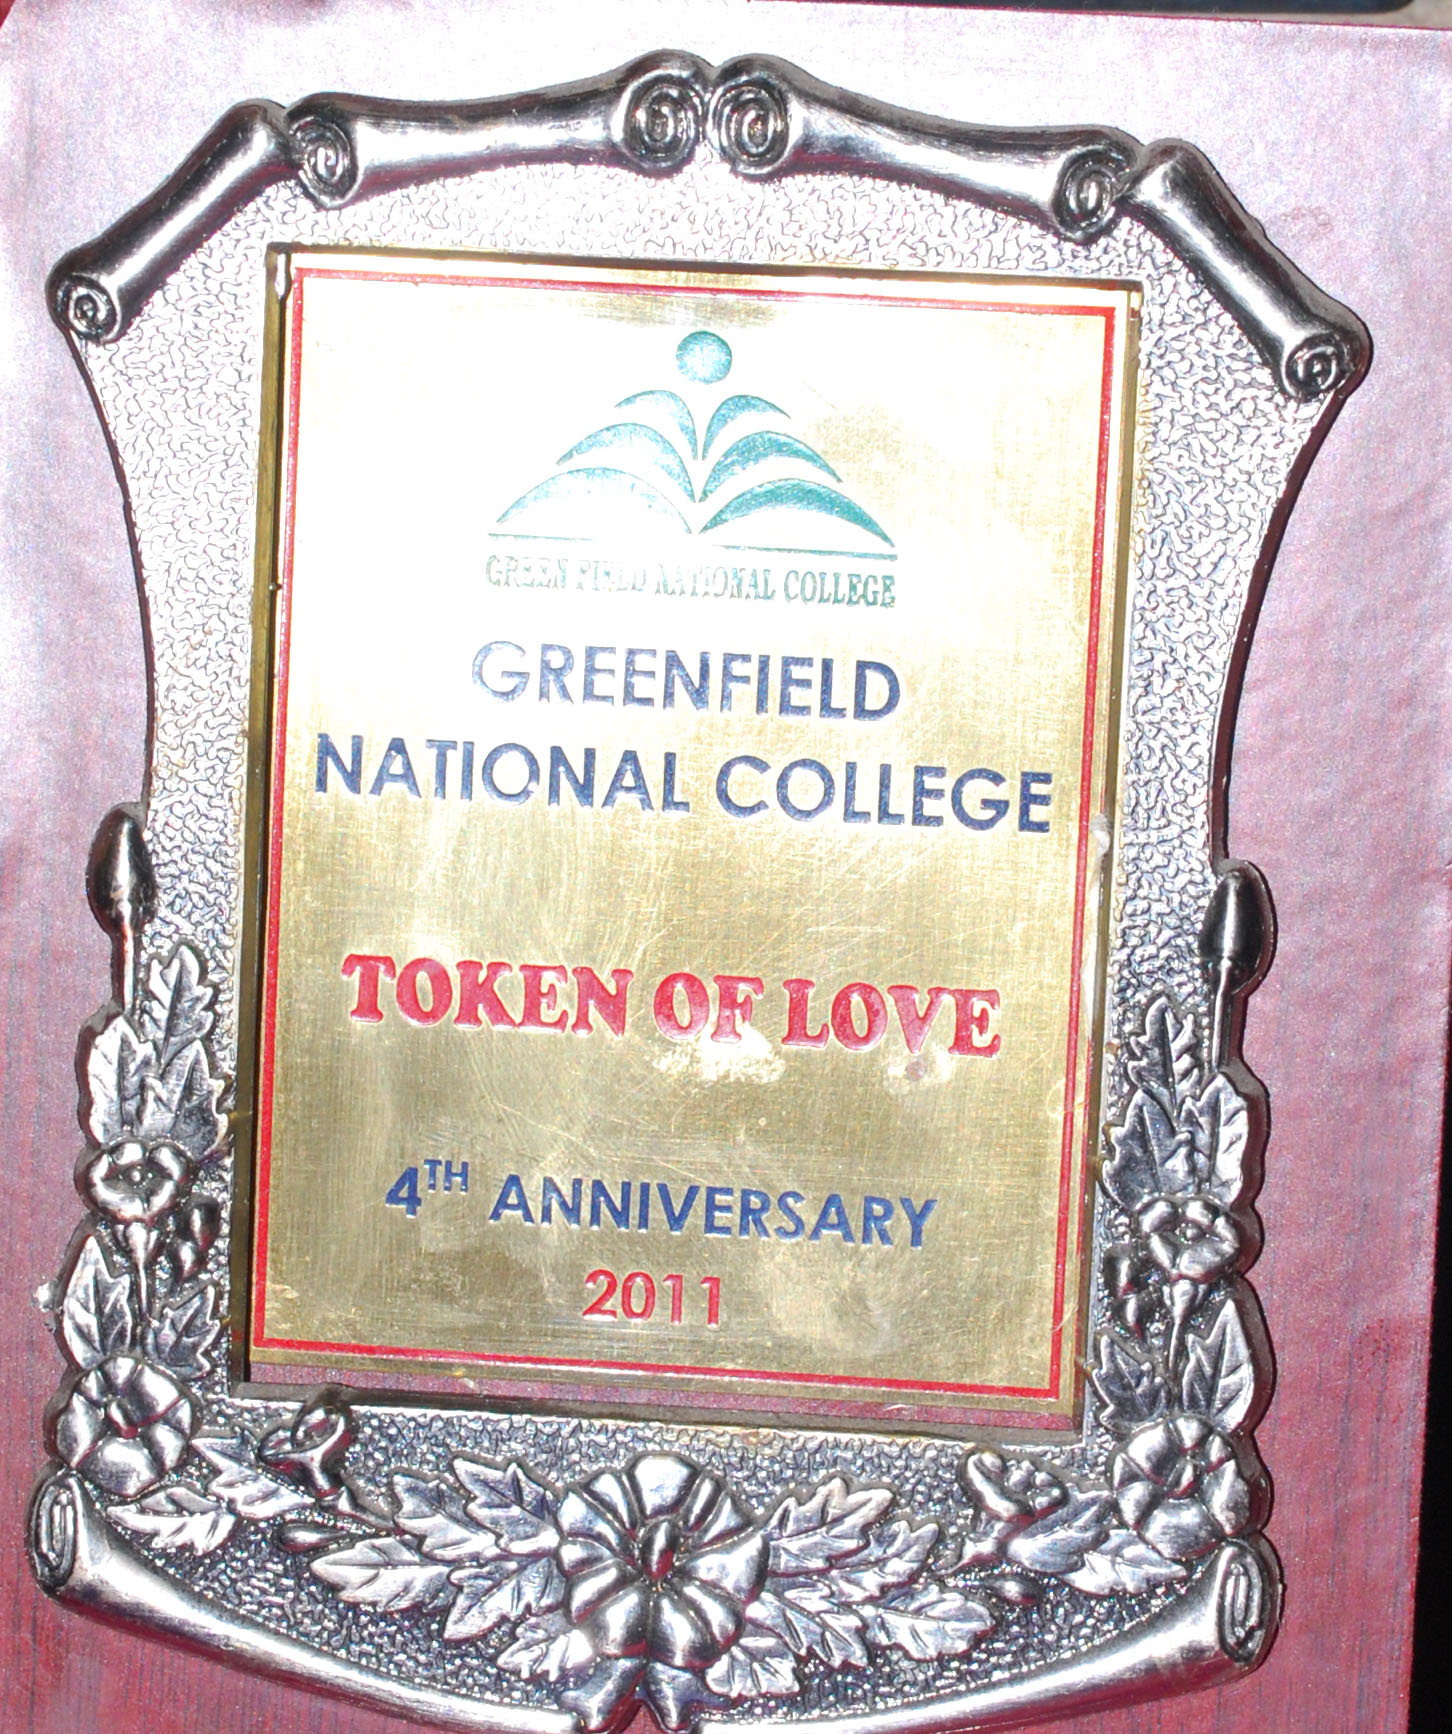 GREEN FIELD NATIONAL COLLEGE
GREENFIELD
NATIONAL COLLEGE
TOKEN OF LOVE
4TH ANNIVERSARY
2011